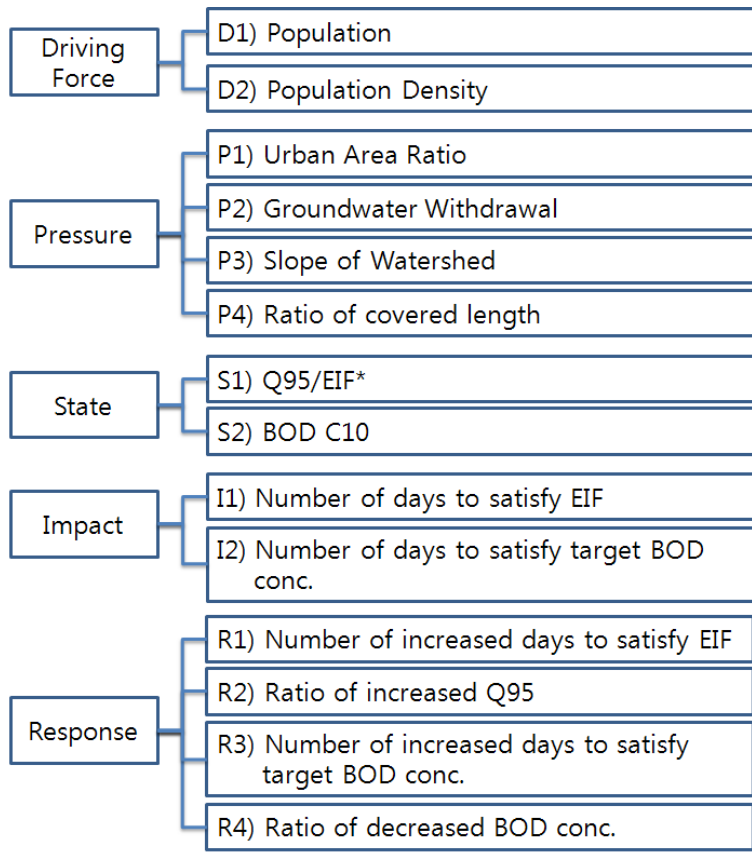 Driving
Force
D1) Population
D2) Population Density
Pressure
P1) Urban Area Ratio
P2) Groundwater Withdrawal
P3) Slope of Watershed
P4) Ratio of covered length
State
S1) Q95/EIF*
S2) BOD C10
Impact
I1) Number of days to satisfy EIF
I2) Number of days to satisfy target BOD
conc.
Response
R1) Number of increased days to satisfy EIF
R2) Ratio of increased Q95
R3) Number of increased days to satisfy
target BOD conc.
R4) Ratio of decreased BOD conc.